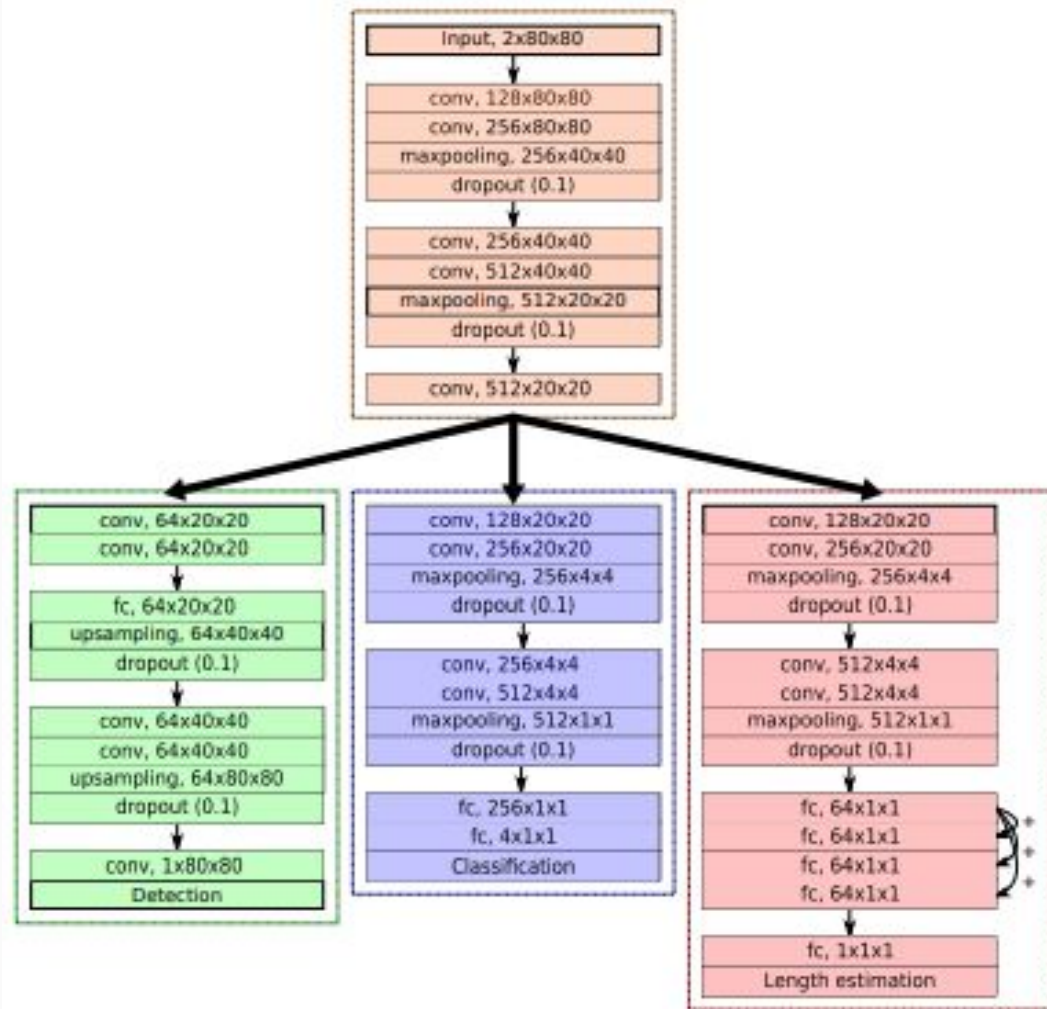 Input, 2x80x80
conv, 128x80x80
conv, 256x80x80
maxpooling, 256x40x40
dropout (0.1)
conv, 256x40x40
conv, 512x40x40
maxpooling, 512x20x20
dropout (0.1)
conv, 512x20x20
conv, 64x20x20
conv, 64x20x20
fc, 64x20x20
upsampling, 64x40x40
dropout (0.1)
conv, 64x40x40
conv, 64x40x40
upsampling, 64x80x80
dropout (0.1)
conv, 1x80x80
Detection
conv, 128x20x20
conv, 256x20x20
maxpooling, 256x4x4
dropout (0.1)
conv, 256x4x4
conv, 512x4x4
maxpooling, 512x1x1
dropout (0.1)
fc, 256x1x1
fc, 4x1x1
Classification
conv, 128x20x20
conv, 256x20x20
maxpooling, 256x4x4
dropout (0.1)
conv, 512x4x4
conv, 512x4x4
maxpooling, 512x1x1
dropout (0.1)
fc, 64x1x1
fc, 64x1x1
fc, 64x1x1
fc, 64x1x1
+
+
+
fc, 1x1x1
Length estimation